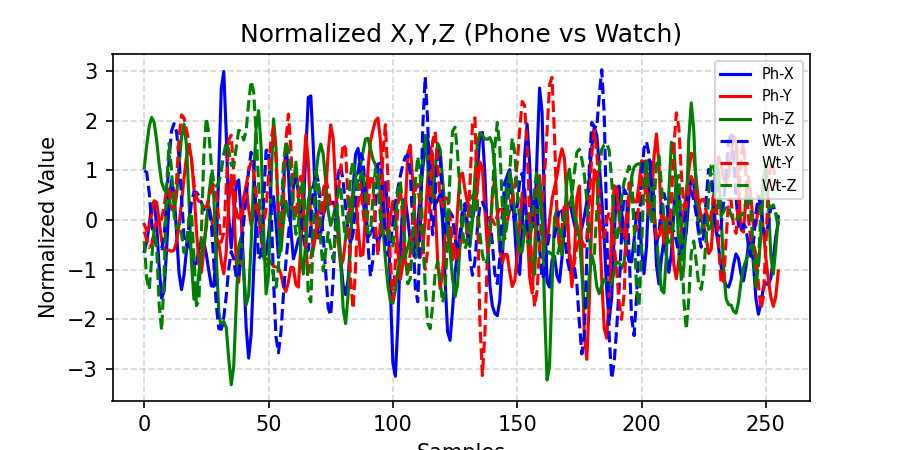 Normalized X,Y,Z (Phone vs Watch)
Normalized Value
3
2
1
0
−1
−2
−3
Ph-X
Ph-Y
Ph-Z
Wt-X
Wt-Y
Wt-Z
0 50 100 150 200 250
Samples